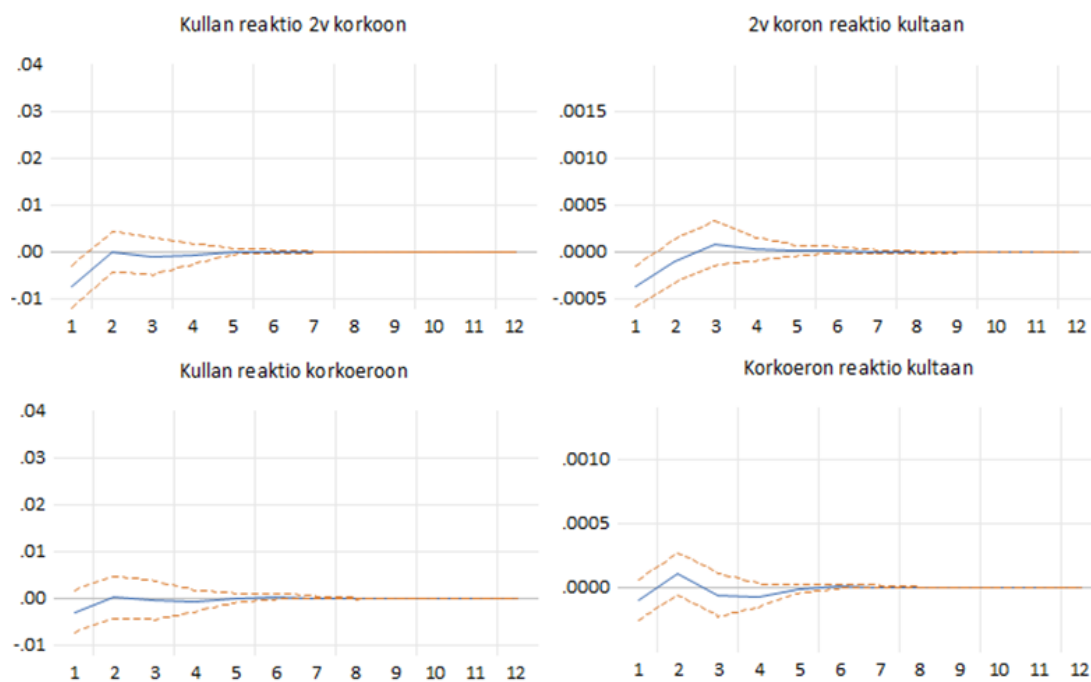 Kullan reaktio 2v korkoon
.04
.03
.02
.01
.00
-.01
1 2 3 4 5 6 7 8 9 10 11 12
2v koron reaktio kultaan
.0015
.0010
.0005
.0000
-.0005
1 2 3 4 5 6 7 8 9 10 11 12
Kullan reaktio korkoeroon
.04
.03
.02
.01
.00
-.01
1 2 3 4 5 6 7 8 9 10 11 12
Korkoeron reaktio kultaan
.0010
.0005
.0000
1 2 3 4 5 6 7 8 9 10 11 12